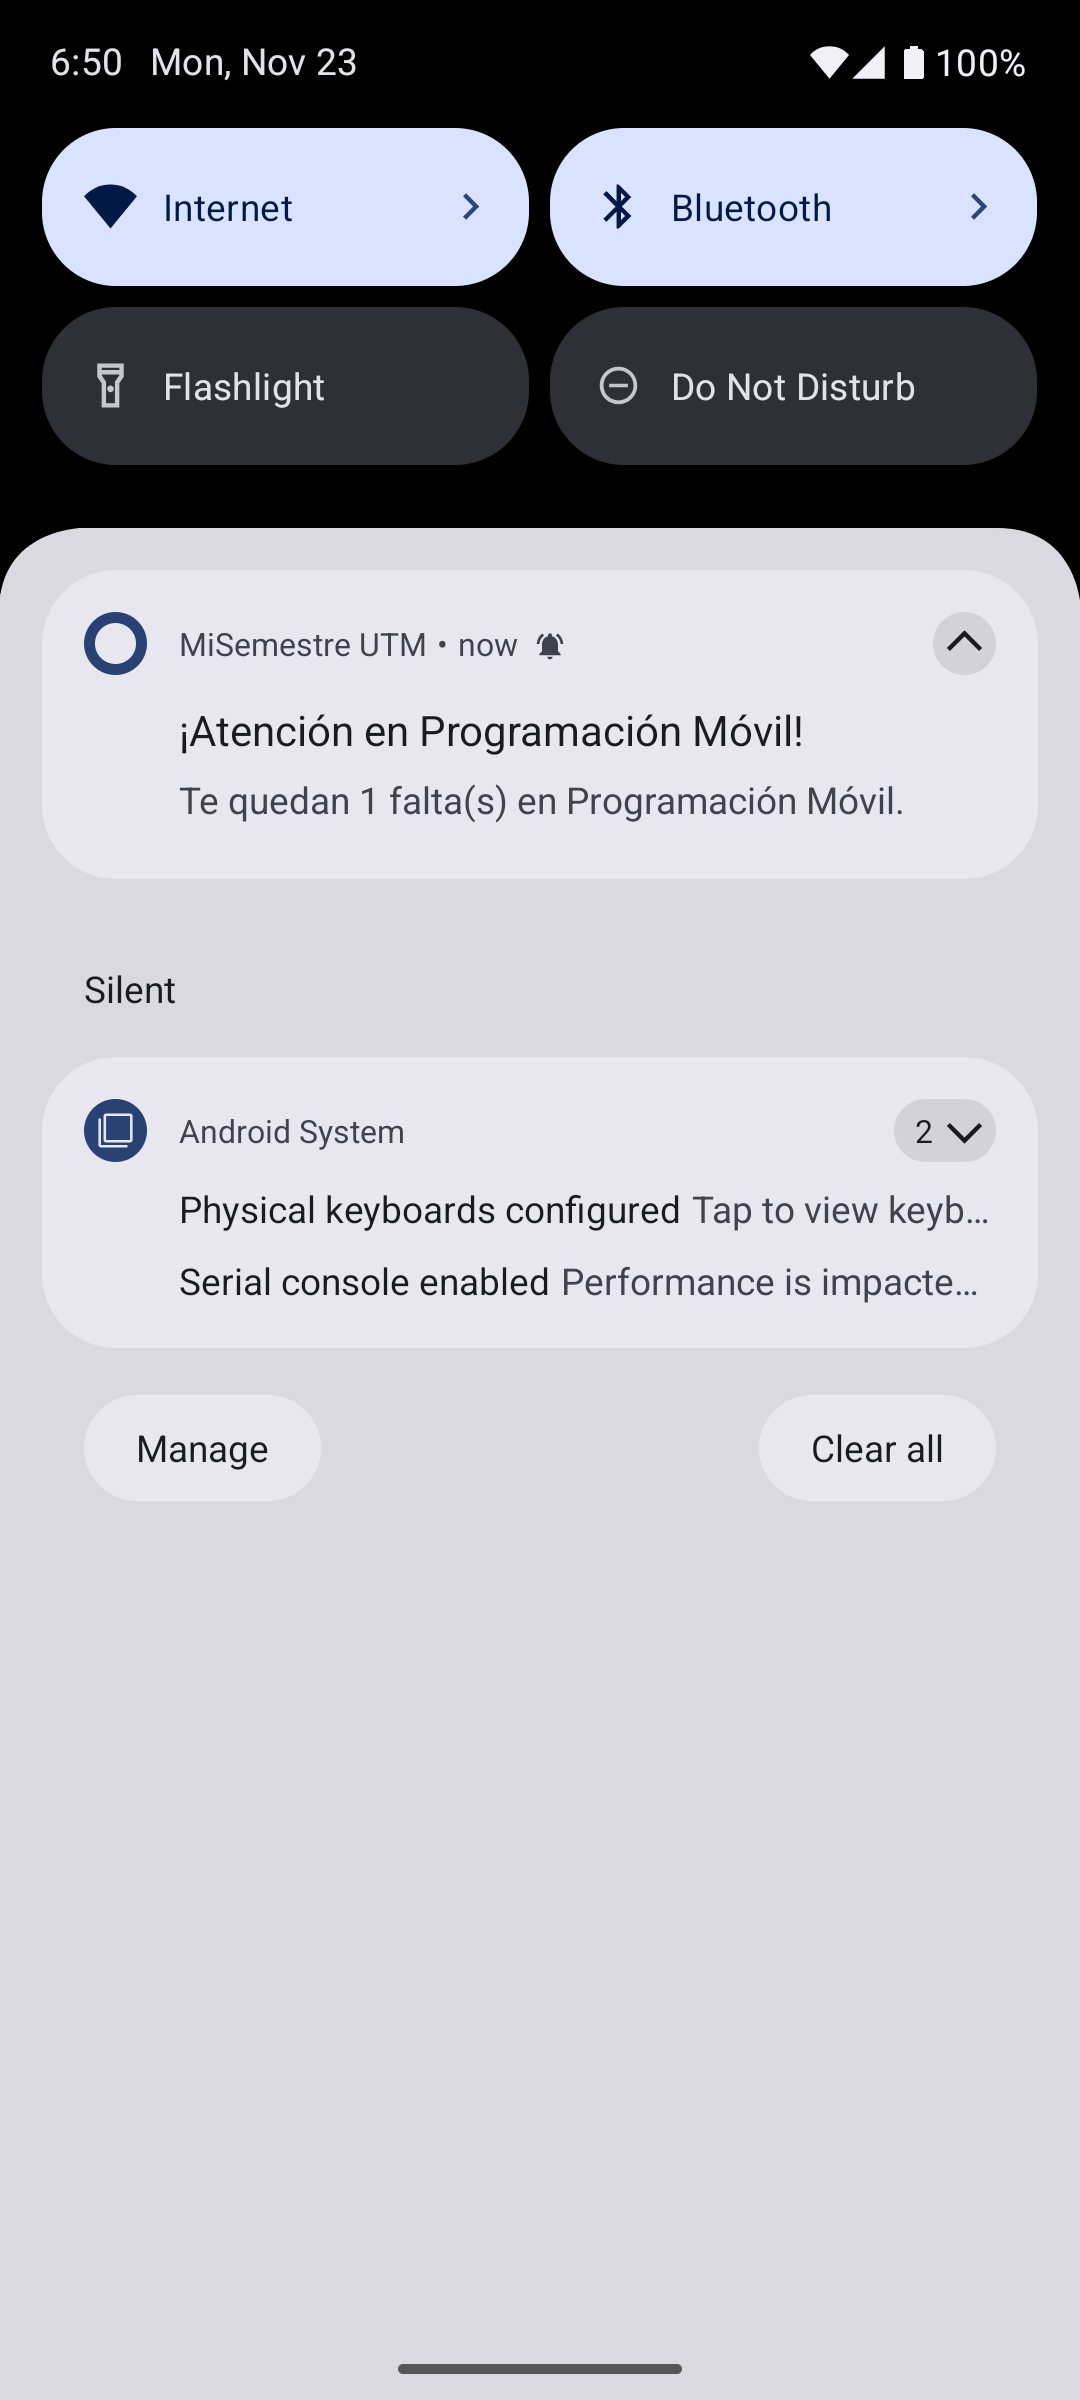 6:50 Mon, Nov 23 100%
Internet
Bluetooth
Flashlight
Do Not Disturb
MiSemestre UTM • now
¡Atención en Programación Móvil!
Te quedan 1 falta(s) en Programación Móvil.
Silent
Android System 2
Physical keyboards configured Tap to view keyb…
Serial console enabled Performance is impacte…
Manage
Clear all